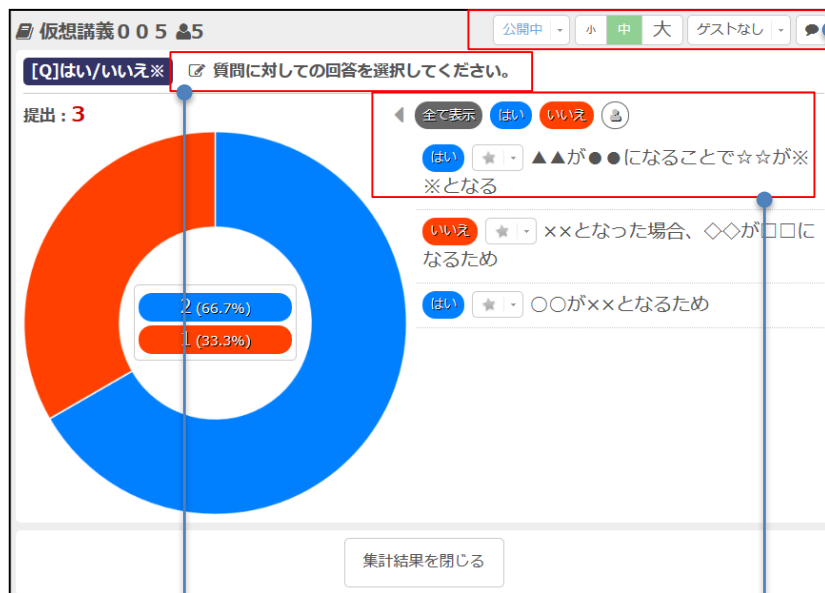 仮想講義００５ 5
公開中 小 中 大 ゲストなし
[Q]はい/いいえ※ 質問に対しての回答を選択してください。
提出：3
全て表示 はい いいえ
はい ▲▲が●●になることで☆☆が※
※となる
いいえ ××となった場合、◇◇が□□に
なるため
はい 〇〇が××となるため
2 (66.7%)
1 (33.3%)
集計結果を閉じる